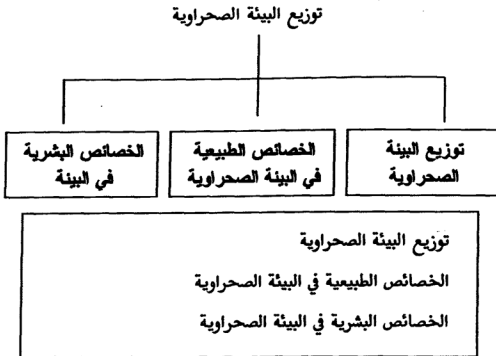 توزيع البيئة الصحراوية
توزيع البيئة
الصحراوية
الخصائص الطبيعية
في البيئة الصحراوية
الخصائص البشرية
في البيئة
توزيع البيئة الصحراوية
الخصائص الطبيعية في البيئة الصحراوية
الخصائص البشرية في البيئة الصحراوية